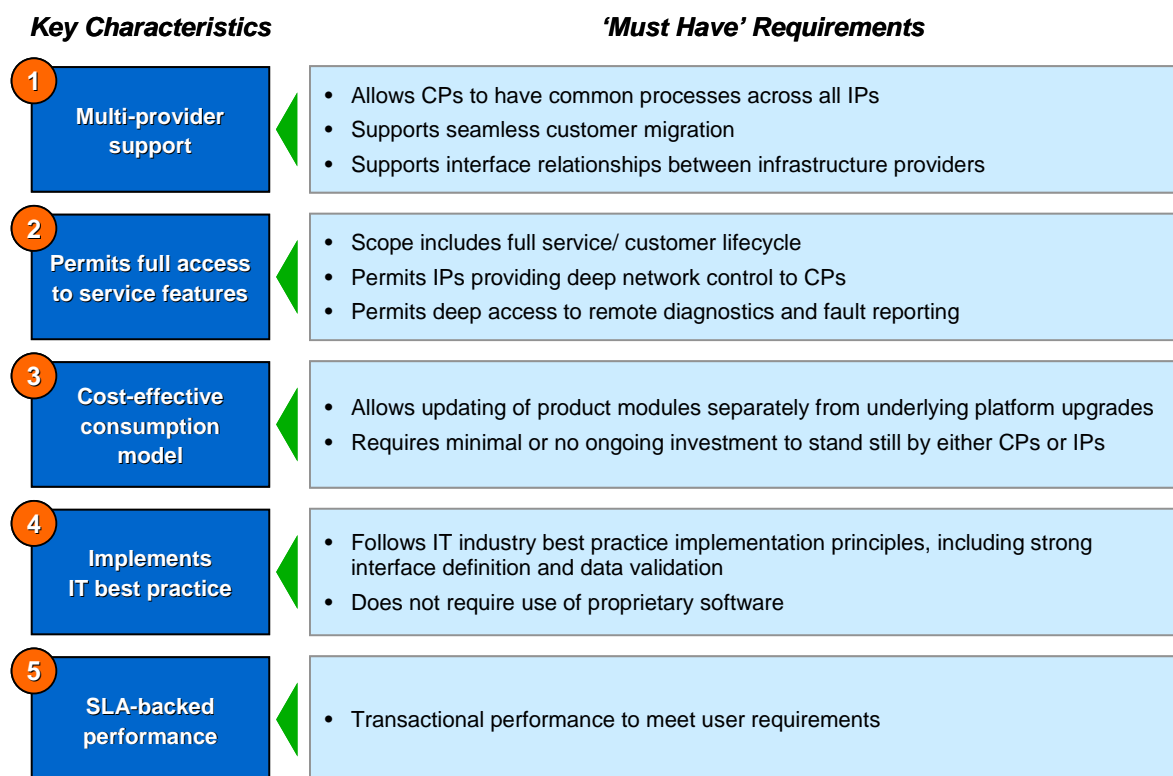 Key Characteristics
‘Must Have’ Requirements
1
Multi-provider
support
• Allows CPs to have common processes across all IPs
• Supports seamless customer migration
• Supports interface relationships between infrastructure providers
2
Permits full access
to service features
• Scope includes full service/ customer lifecycle
• Permits IPs providing deep network control to CPs
• Permits deep access to remote diagnostics and fault reporting
3
Cost-effective
consumption
model
• Allows updating of product modules separately from underlying platform upgrades
• Requires minimal or no ongoing investment to stand still by either CPs or IPs
4
Implements
IT best practice
• Follows IT industry best practice implementation principles, including strong
interface definition and data validation
• Does not require use of proprietary software
5
SLA-backed
performance
• Transactional performance to meet user requirements